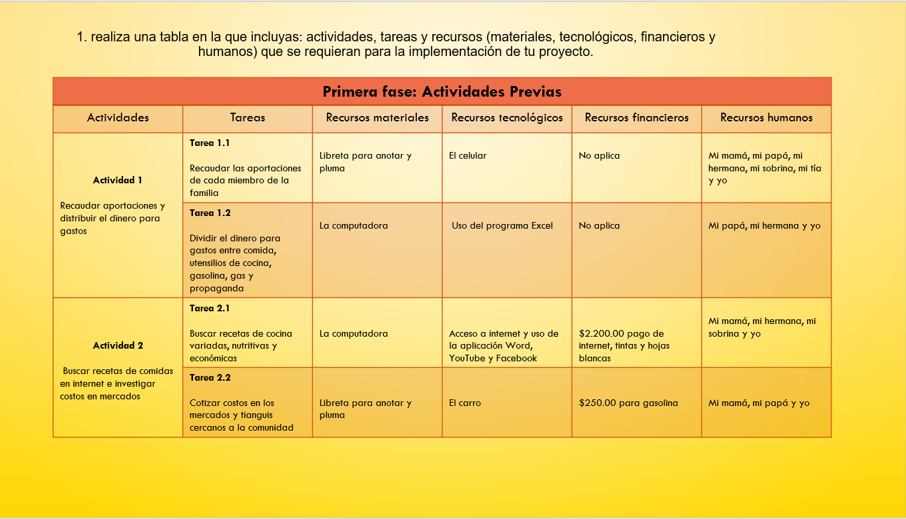 1. realiza una tabla en la que incluyas: actividades, tareas y recursos (materiales, tecnológicos, financieros y
humanos) que se requieran para la implementación de tu proyecto.
Primera fase: Actividades Previas
Actividades
Tareas
Recursos materiales
Recursos tecnológicos
Recursos financieros
Recursos humanos
Actividad 1
Recaudar aportaciones y
distribuir el dinero para
gastos
Tarea 1.1
Recaudar las aportaciones
de cada miembro de la
familia
Libreta para anotar y
pluma
El celular
No aplica
Mi mamá, mi papá, mi
hermana, mi sobrina, mi tía
y yo
Tarea 1.2
Dividir el dinero para
gastos entre comida,
utensilios de cocina,
gasolina, gas y
propaganda
La computadora
Uso del programa Excel
No aplica
Mi papá, mi hermana y yo
Actividad 2
Buscar recetas de comidas
en internet e investigar
costos en mercados
Tarea 2.1
Buscar recetas de cocina
variadas, nutritivas y
económicas
La computadora
Acceso a internet y uso de
la aplicación Word,
YouTube y Facebook
$2.200.00 pago de
internet, tintas y hojas
blancas
Mi mamá, mi hermana, mi
sobrina y yo
Tarea 2.2
Cotizar costos en los
mercados y tianguis
cercanos a la comunidad
Libreta para anotar y
pluma
El carro
$250.00 para gasolina
Mi mamá, mi papá y yo